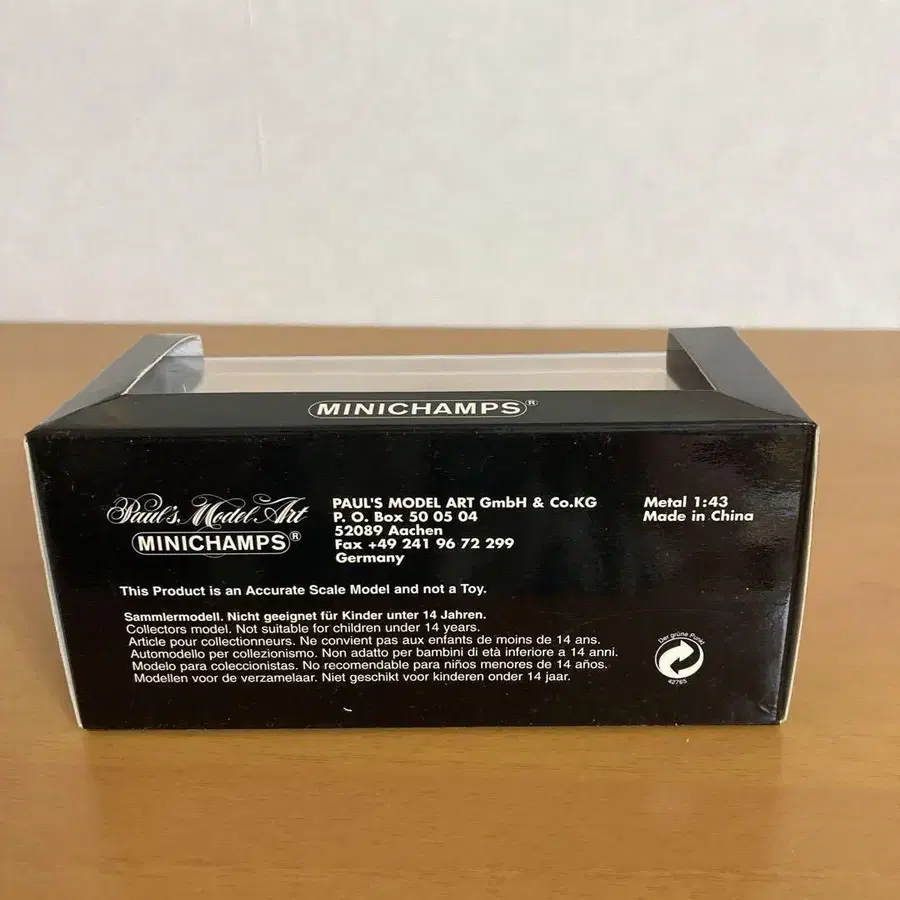 MINICHAMPS®
Paul's Model Art
MINICHAMPS®
PAUL'S MODEL ART GmbH & Co.KG
P. O. Box 50 05 04
52089 Aachen
Fax +49 241 96 72 299
Germany
Metal 1:43
Made in China
This Product is an Accurate Scale Model and not a Toy.
Sammlermodell. Nicht geeignet für Kinder unter 14 Jahren.
Collectors model. Not suitable for children under 14 years.
Article pour collectionneurs. Ne convient pas aux enfants de moins de 14 ans.
Automodello per collezionismo. Non adatto per bambini di età inferiore a 14 anni.
Modelo para coleccionistas. No recomendable para niños menores de 14 años.
Modellen voor de verzamelaar. Niet geschikt voor kinderen onder 14 jaar.
Der grüne Punkt
42765